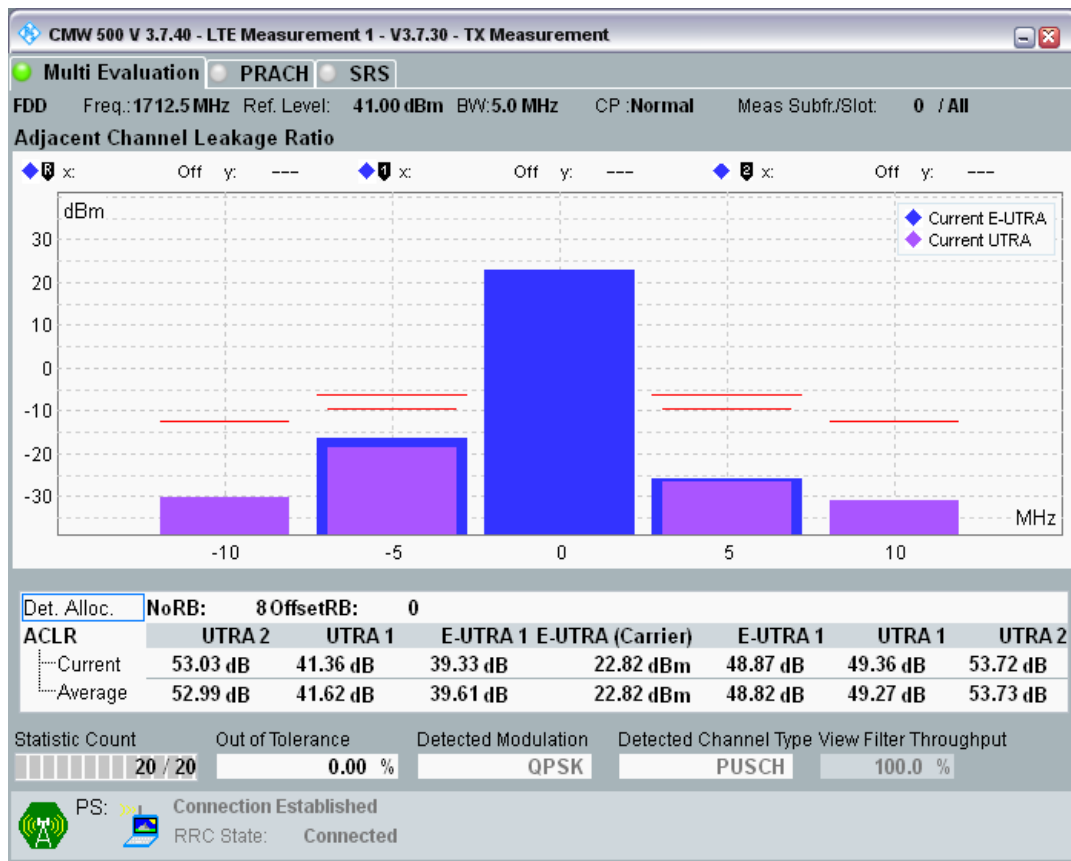 CMW 500 V 3.7.40 - LTE Measurement 1 - V3.7.30 - TX Measurement
Multi Evaluation PRACH SRS
FDD Freq.:1712.5 MHz Ref. Level: 41.00 dBm BW:5.0 MHz CP :Normal Meas Subfr./Slot: 0 / All
Adjacent Channel Leakage Ratio
R x: Off y: --- 1 x: Off y: --- 2 x: Off y: ---
dBm
Current E-UTRA
Current UTRA
30
20
10
0
-10
-20
-30
MHz
-10 -5 0 5 10
Det. Alloc. NoRB: 8 OffsetRB: 0
ACLR UTRA 2 UTRA 1 E-UTRA 1 E-UTRA (Carrier) E-UTRA 1 UTRA 1 UTRA 2
Current 53.03 dB 41.36 dB 39.33 dB 22.82 dBm 48.87 dB 49.36 dB 53.72 dB
Average 52.99 dB 41.62 dB 39.61 dB 22.82 dBm 48.82 dB 49.27 dB 53.73 dB
Statistic Count Out of Tolerance Detected Modulation Detected Channel Type View Filter Throughput
20 / 20 0.00 % QPSK PUSCH 100.0 %
PS: Connection Established
RRC State: Connected